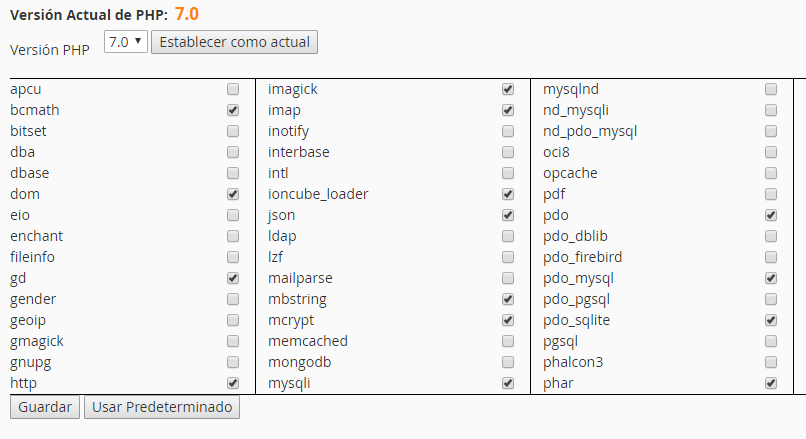 Versión Actual de PHP: 7.0
Versión PHP 7.0 Establecer como actual
apcu imagick mysqlnd
bcmath imap nd_mysqli
bitset inotify nd_pdo_mysql
dba interbase oci8
dbase intl opcache
dom ioncube_loader pdf
eio json pdo
enchant ldap pdo_dblib
fileinfo lzf pdo_firebird
gd mailparse pdo_mysql
gender mbstring pdo_pgsql
geoip mcrypt pdo_sqlite
gmagick memcached pgsql
gnupg mongodb phalcon3
http mysqli phar
Guardar Usar Predeterminado